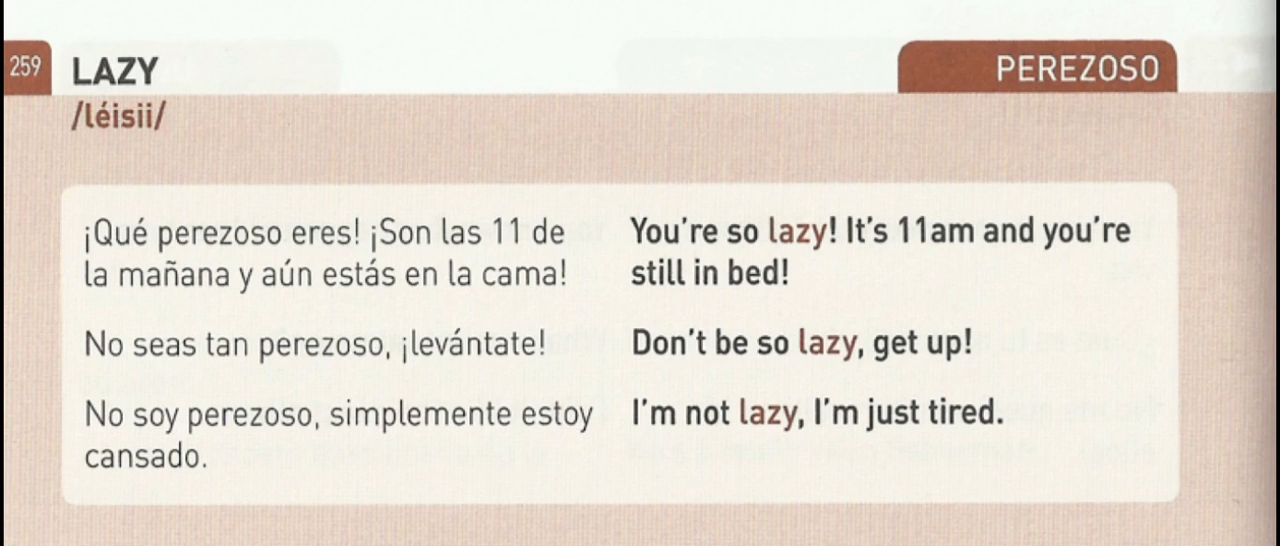 259 LAZY PEREZOSO
/léisii/
¡Qué perezoso eres! ¡Son las 11 de
la mañana y aún estás en la cama!
You're so lazy! It's 11am and you're
still in bed!
No seas tan perezoso, ¡levántate!
Don't be so lazy, get up!
No soy perezoso, simplemente estoy
cansado.
I'm not lazy, I'm just tired.